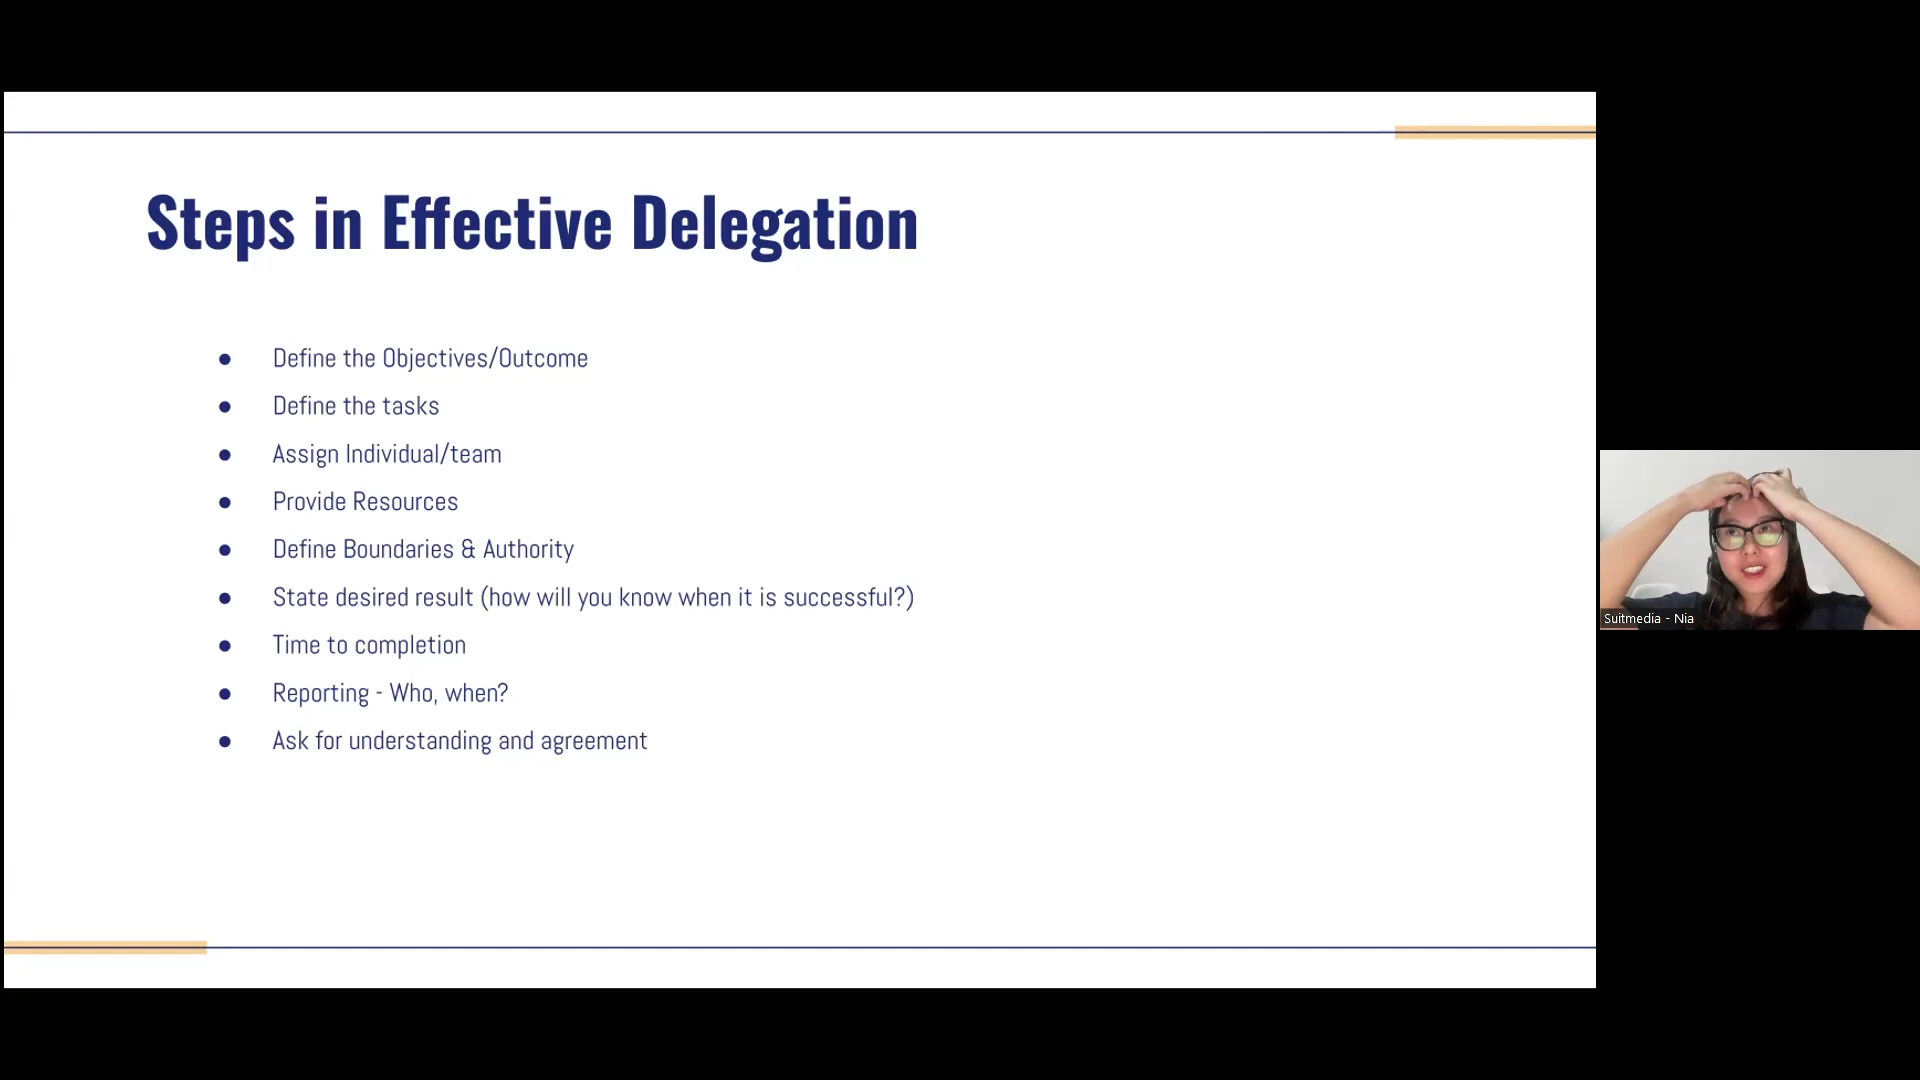 Steps in Effective Delegation
● Define the Objectives/Outcome
● Define the tasks
● Assign Individual/team
● Provide Resources
● Define Boundaries & Authority
● State desired result (how will you know when it is successful?)
● Time to completion
● Reporting - Who, when?
● Ask for understanding and agreement
Suitmedia - Nia